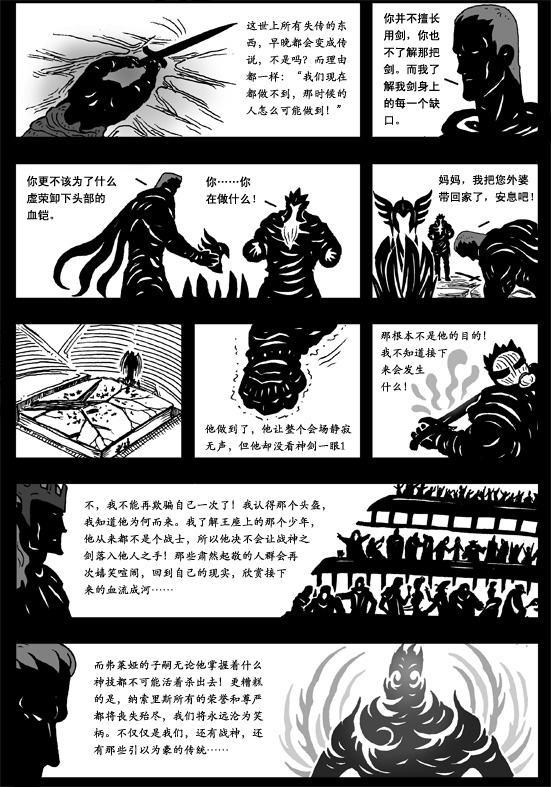 这世上所有失传的东
西，早晚都会变成传
说，不是吗？而理由
都一样：“我们现在
都做不到，那时候的
人怎么可能做到！”
你并不擅长
用剑，你也
不了解那把
剑。而我了
解我剑身上
的每一个缺
口。
你更不该为了什么
虚荣卸下头部的
血铠。
你……你
在做什么！
妈妈，我把您外婆
带回家了，安息吧！
他做到了，他让整个会场静寂
无声，但他却没看神剑一眼1
那根本不是他的目的！
我不知道接下
来会发生
什么！
不，我不能再欺骗自己一次了！我认得那个头盔，
我知道他为何而来。我了解王座上的那个少年，
他从来都不是个战士，所以他决不会让战神之
剑落入他人之手！那些肃然起敬的人群会再
次嬉笑喧闹，回到自己的现实，欣赏接下
来的血流成河……
而弗莱娅的子嗣无论他掌握着什么
神技都不可能活着杀出去！更糟糕
的是，纳索里斯所有的荣誉和尊严
都将丧失殆尽，我们将永远沦为笑
柄。不仅仅是我们，还有战神，还
有那些引以为豪的传统……